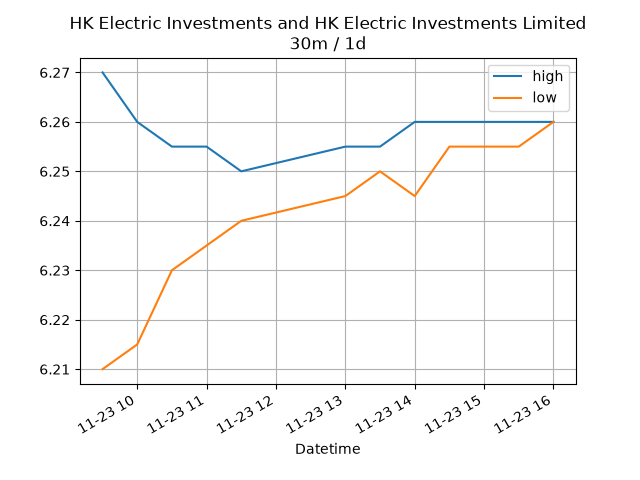 HK Electric Investments and HK Electric Investments Limited
30m / 1d
high
low
6.27
6.26
6.25
6.24
6.23
6.22
6.21
11-23 10
11-23 11
11-23 12
11-23 13
11-23 14
11-23 15
11-23 16
Datetime